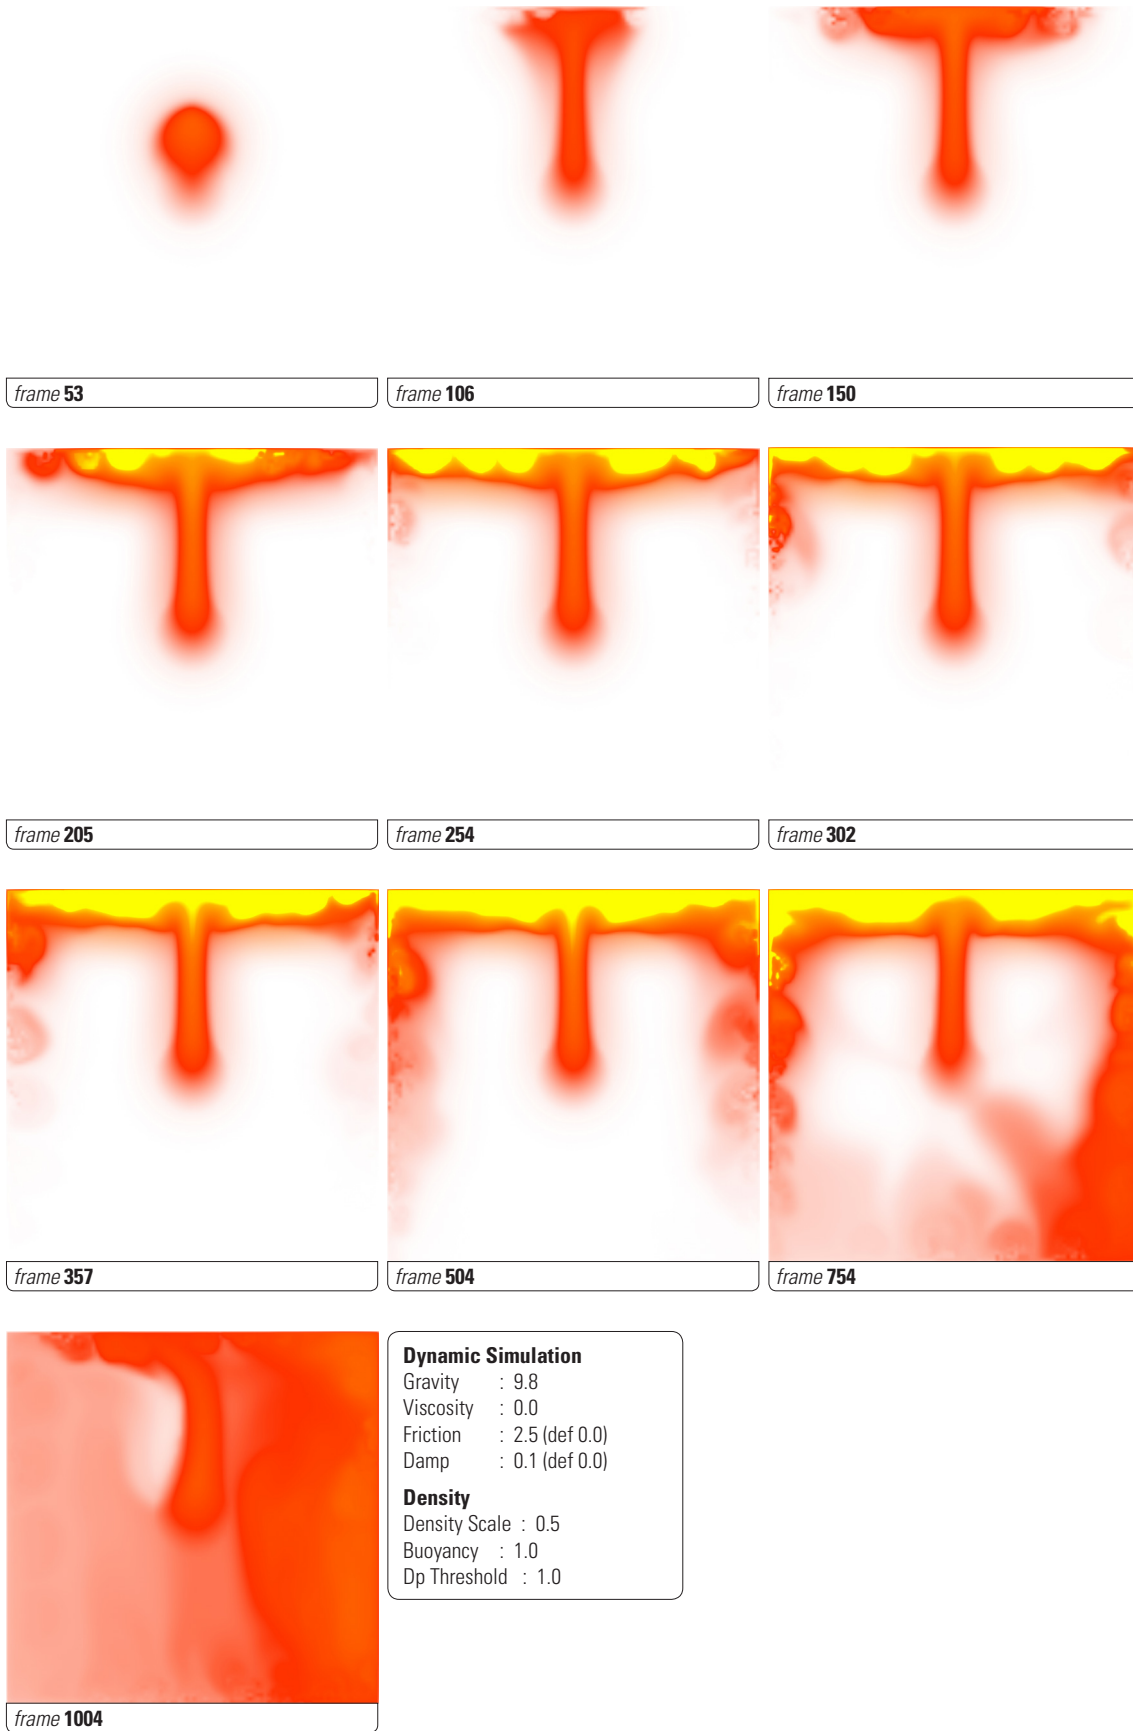 frame 53
frame 106
frame 150
frame 205
frame 254
frame 302
frame 357
frame 504
frame 754
Dynamic Simulation
Gravity : 9.8
Viscosity : 0.0
Friction : 2.5 (def 0.0)
Damp : 0.1 (def 0.0)
Density
Density Scale : 0.5
Buoyancy : 1.0
Dp Threshold : 1.0
frame 1004